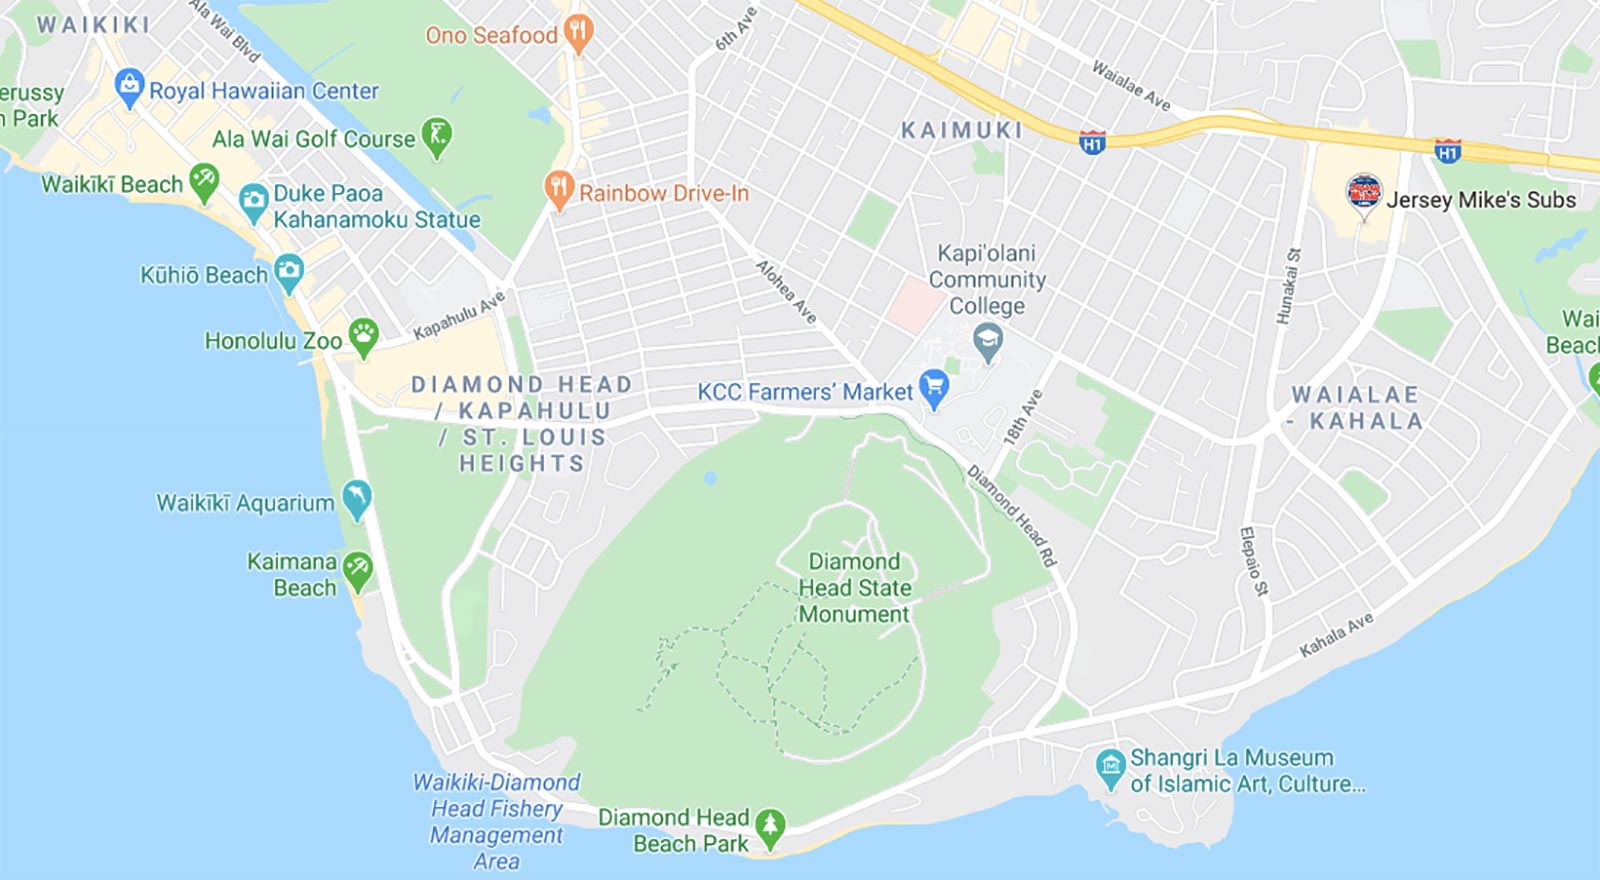 WAIKIKI
Ala Wai Blvd
Ono Seafood
6th Ave
Waialae Ave
Royal Hawaiian Center
erussy
n Park
Ala Wai Golf Course
KAIMUKI
H1
H1
Waikīkī Beach
Duke Paoa
Kahanamoku Statue
Rainbow Drive-In
Jersey Mike's Subs
Kūhiō Beach
Alohea Ave
Kapi'olani
Community
College
Hunakai St
Kapahulu Ave
Honolulu Zoo
Wai
Beach
DIAMOND HEAD
/ KAPAHULU
/ ST. LOUIS
HEIGHTS
KCC Farmers’ Market
18th Ave
WAIALAE
- KAHALA
Waikīkī Aquarium
Diamond Head Rd
Kaimana
Beach
Diamond
Head State
Monument
Elepaio St
Kahala Ave
Waikiki-Diamond
Head Fishery
Management
Area
Diamond Head
Beach Park
Shangri La Museum
of Islamic Art, Culture...